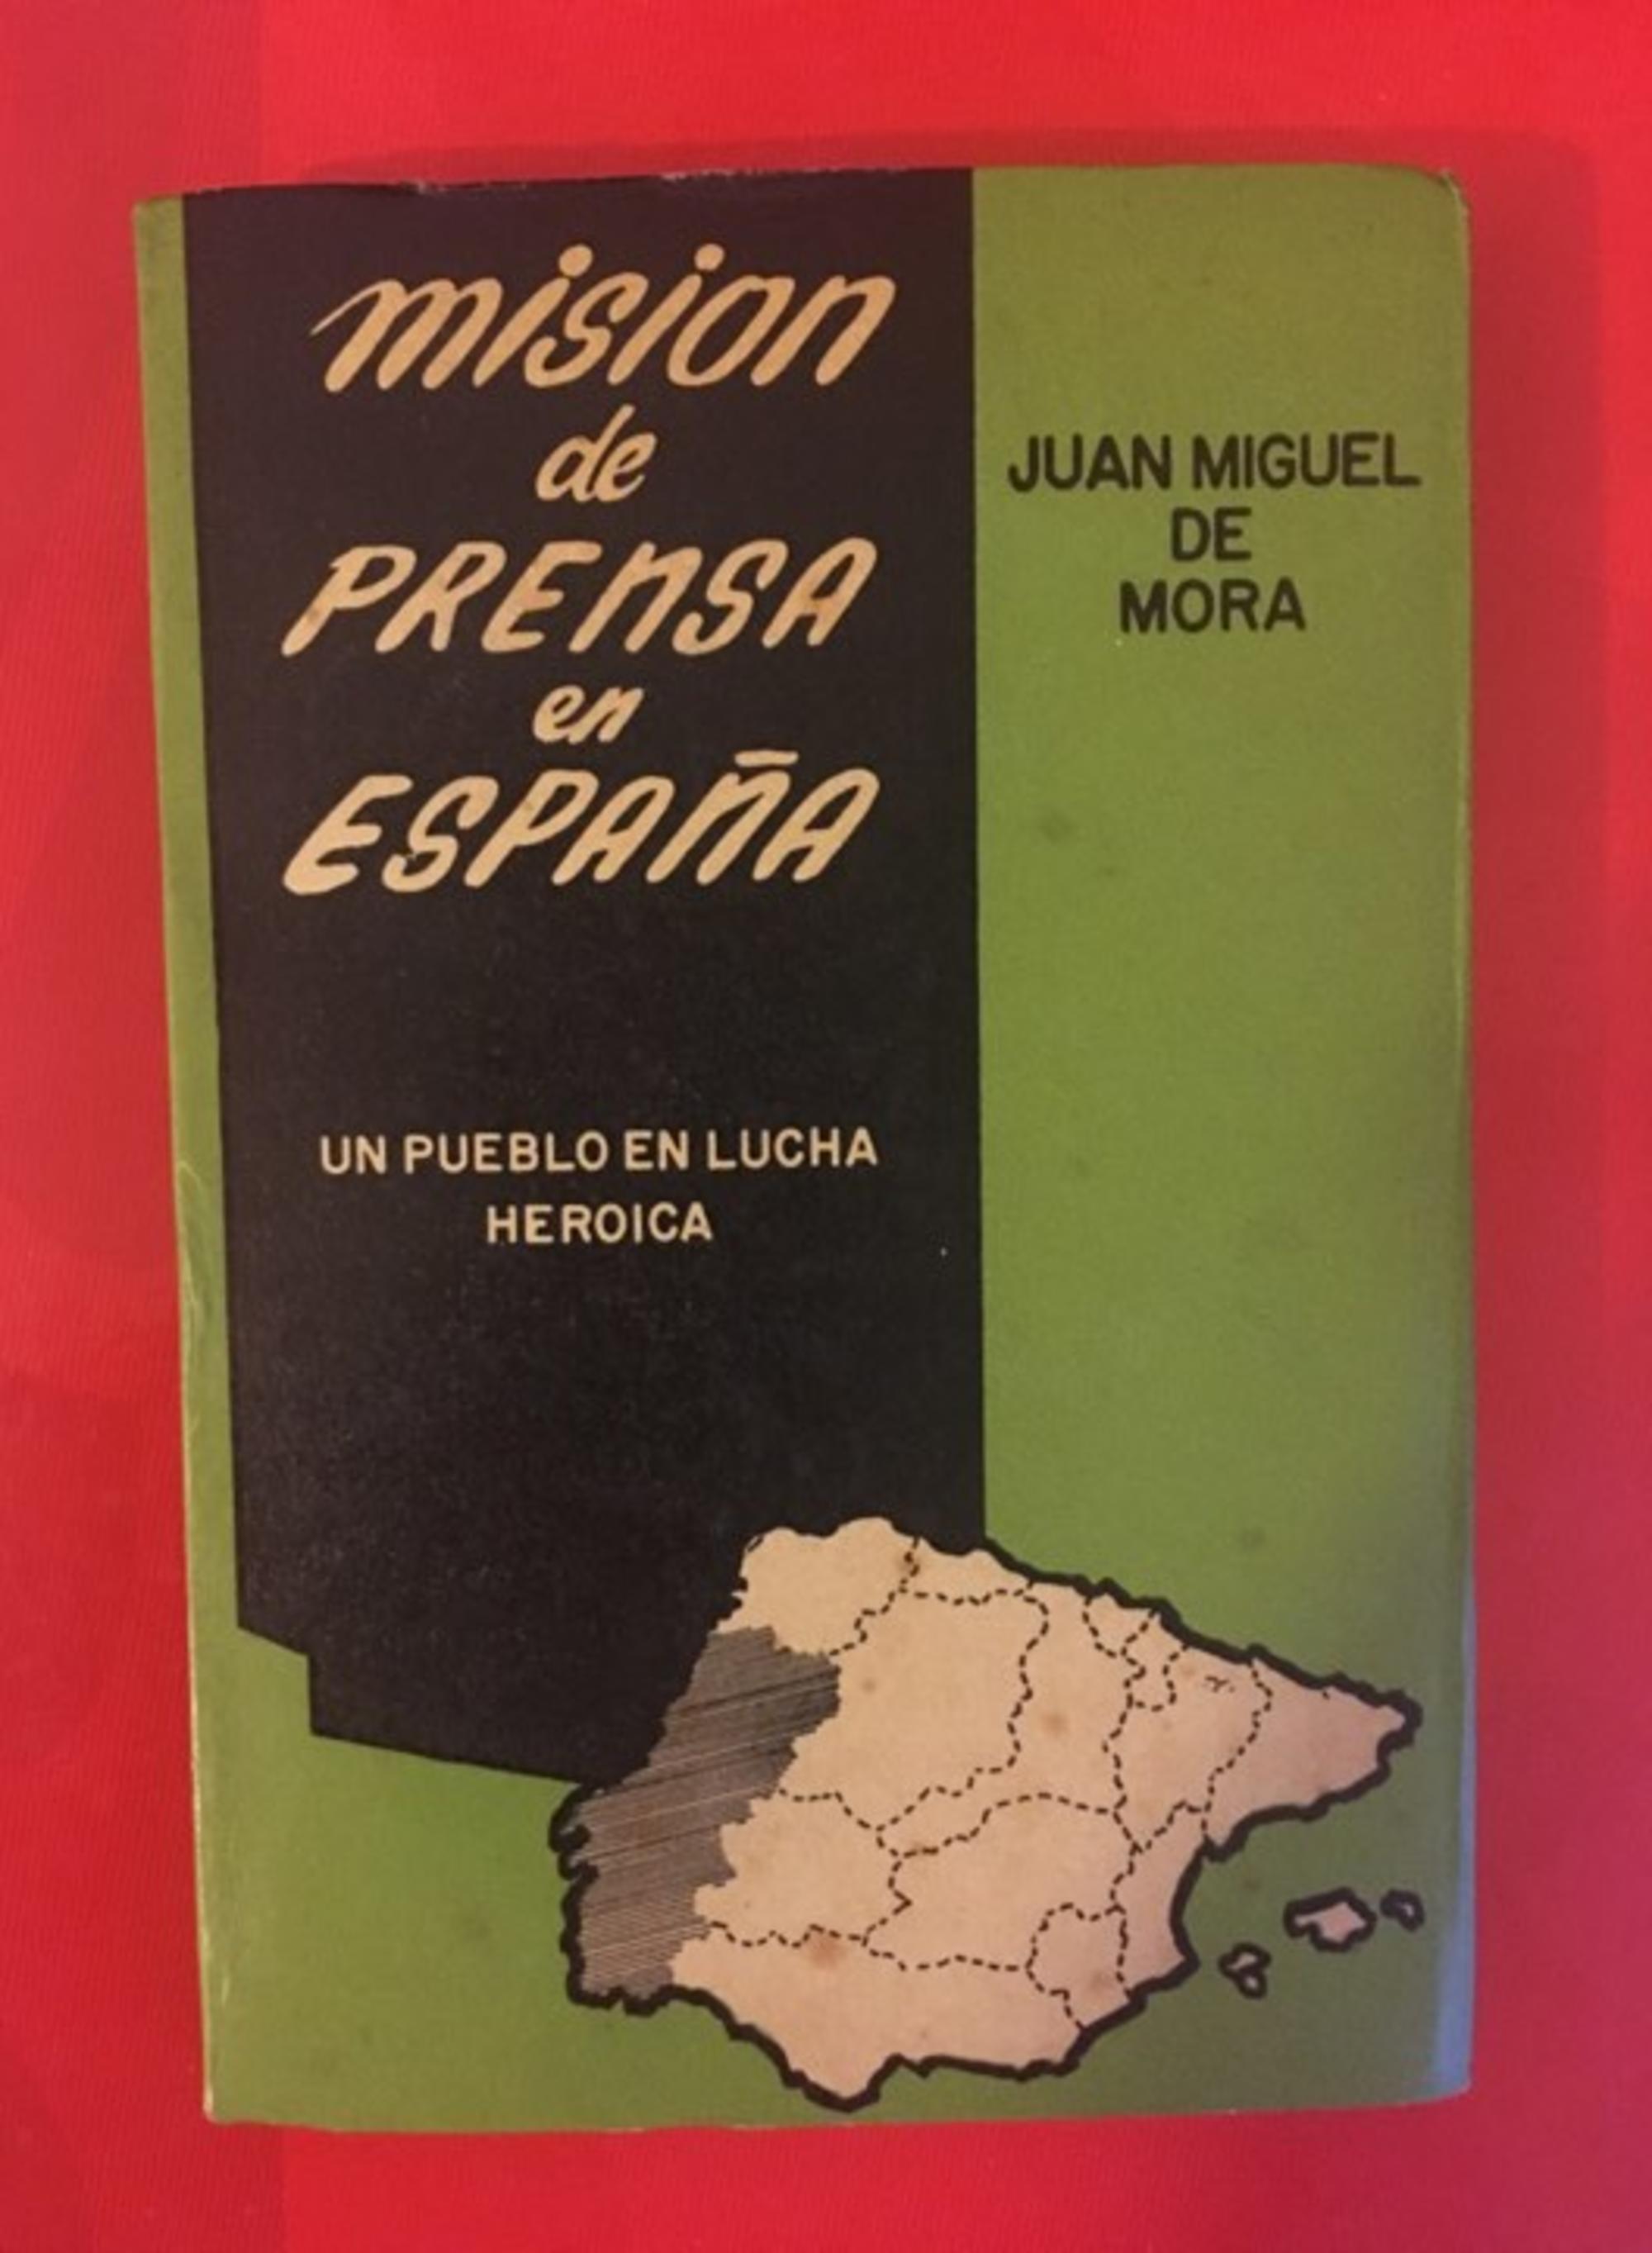 mision
de
PRENSA
en
ESPAÑA
JUAN MIGUEL
DE
MORA
UN PUEBLO EN LUCHA
HEROICA